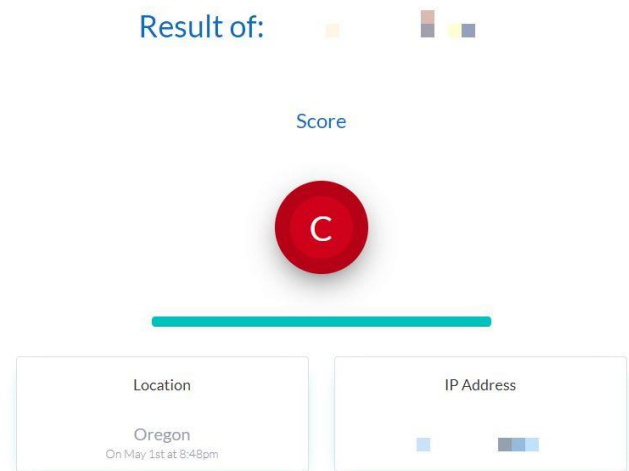 Result of:
Score
C
Location
Oregon
On May 1st at 8:48pm
IP Address